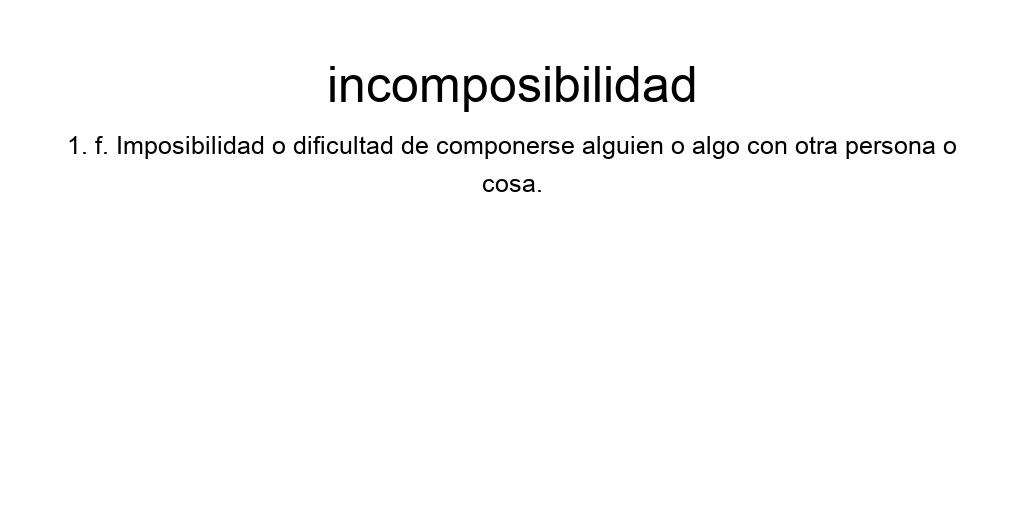 incomposibilidad
1. f. Imposibilidad o dificultad de componerse alguien o algo con otra persona o
cosa.